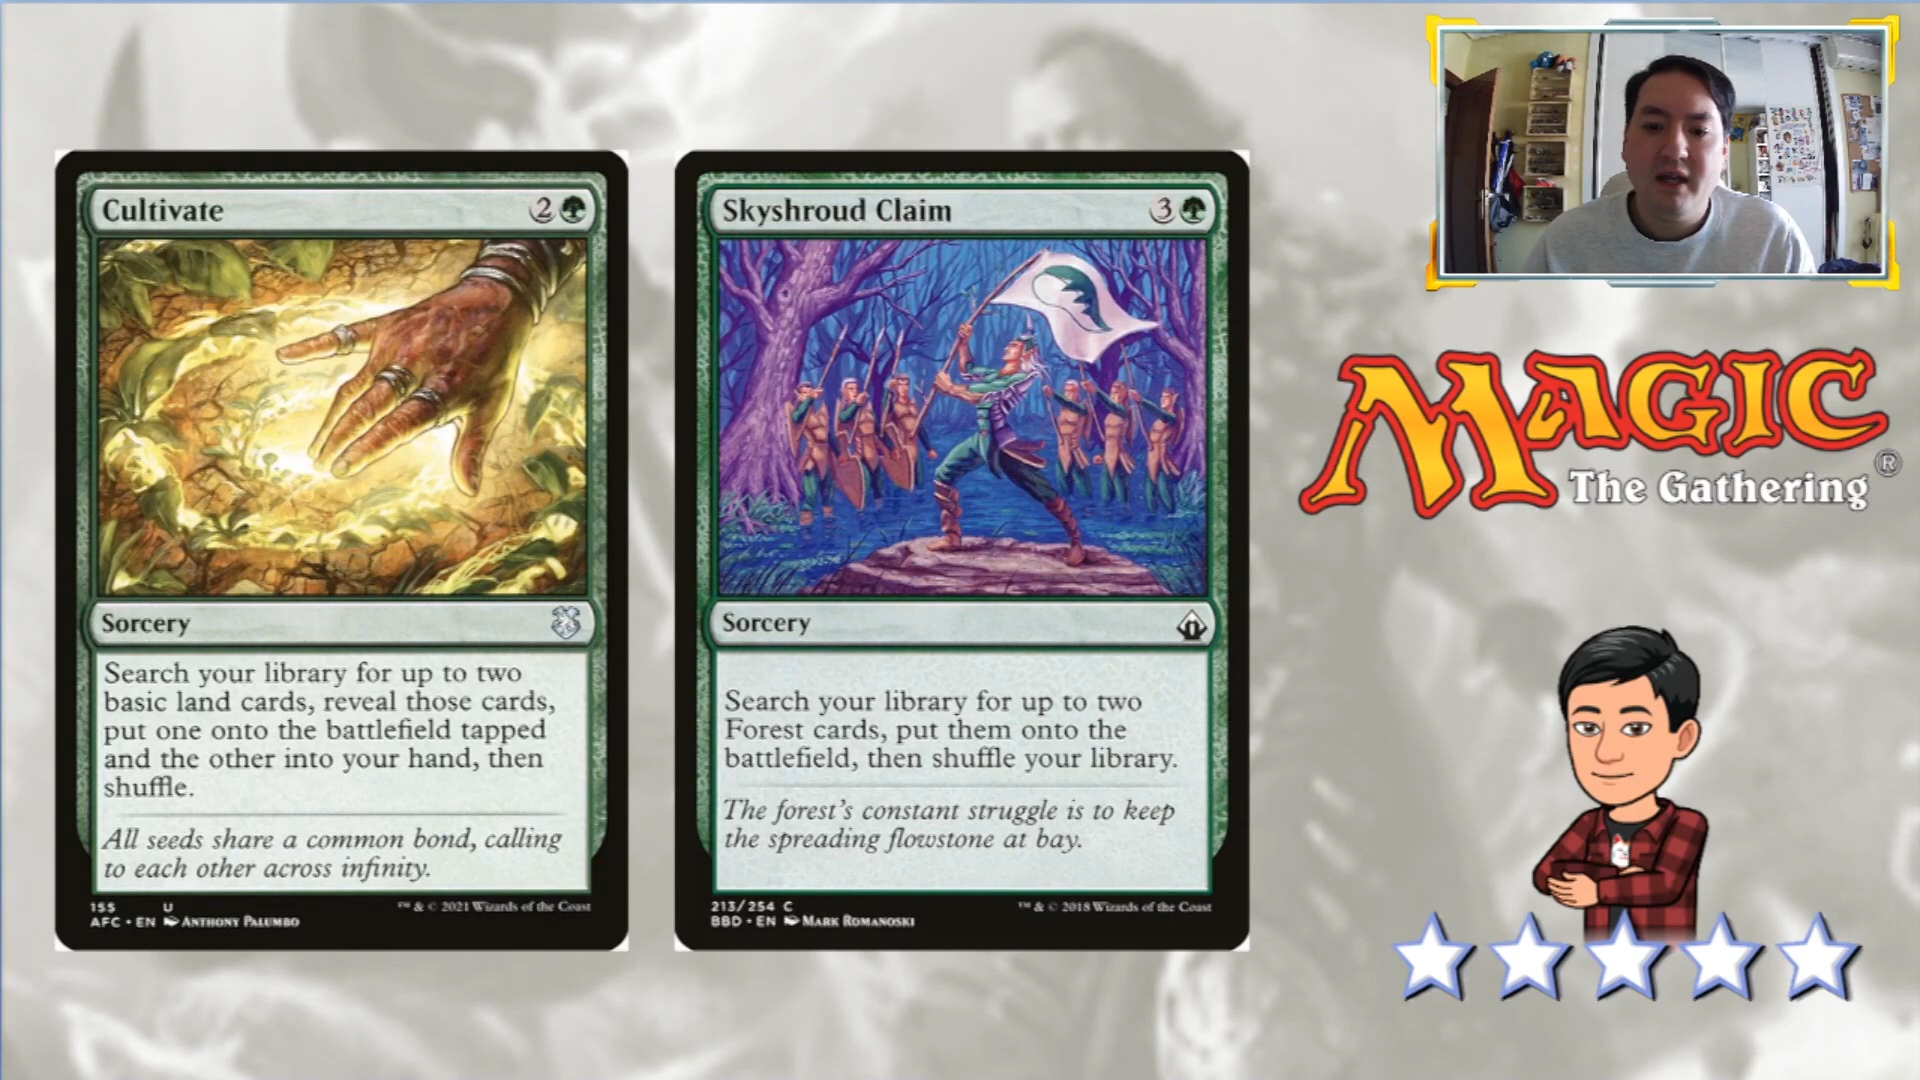 Cultivate 2
Sorcery
Search your library for up to two
basic land cards, reveal those cards,
put one onto the battlefield tapped
and the other into your hand, then
shuffle.
All seeds share a common bond, calling
to each other across infinity.
155 U
AFC • EN ANTHONY PALUMBO
™ & © 2021 Wizards of the Coast
Skyshroud Claim 3
Sorcery
Search your library for up to two
Forest cards, put them onto the
battlefield, then shuffle your library.
The forest's constant struggle is to keep
the spreading flowstone at bay.
213/254 C
BBD • EN MARK ROMANOSKI
™ & © 2018 Wizards of the Coast
MAGIC
The Gathering®